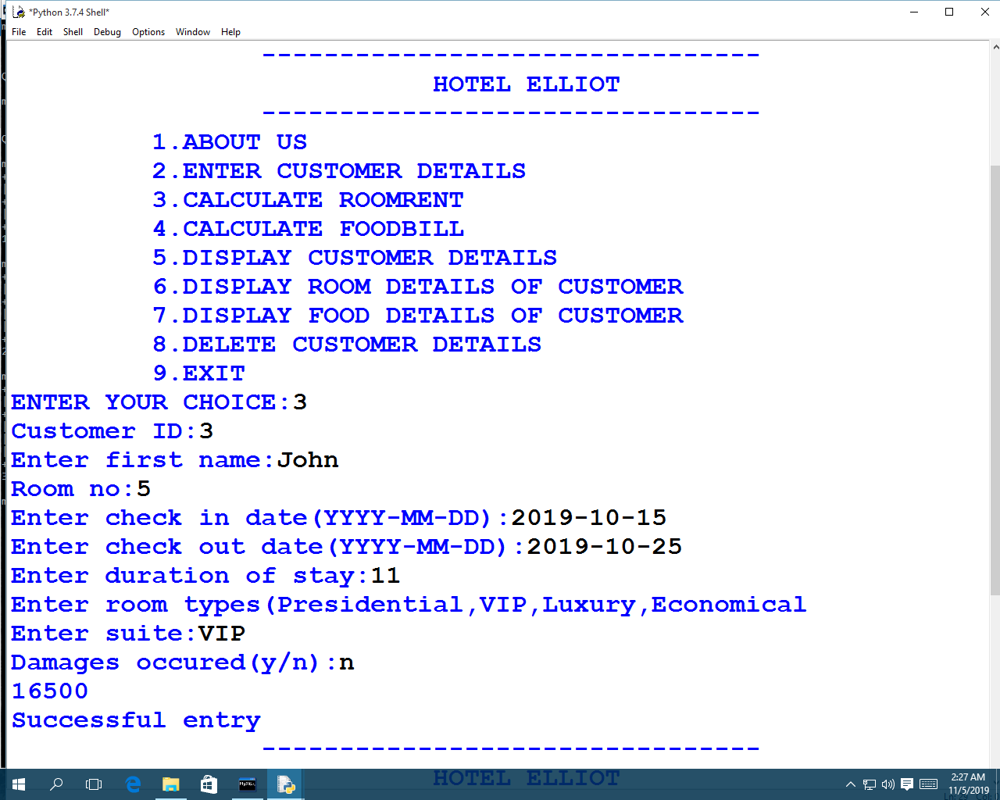 *Python 3.7.4 Shell*
File Edit Shell Debug Options Window Help
--------------------------------
HOTEL ELLIOT
--------------------------------
1.ABOUT US
2.ENTER CUSTOMER DETAILS
3.CALCULATE ROOMRENT
4.CALCULATE FOODBILL
5.DISPLAY CUSTOMER DETAILS
6.DISPLAY ROOM DETAILS OF CUSTOMER
7.DISPLAY FOOD DETAILS OF CUSTOMER
8.DELETE CUSTOMER DETAILS
9.EXIT
ENTER YOUR CHOICE:3
Customer ID:3
Enter first name:John
Room no:5
Enter check in date(YYYY-MM-DD):2019-10-15
Enter check out date(YYYY-MM-DD):2019-10-25
Enter duration of stay:11
Enter room types(Presidential,VIP,Luxury,Economical
Enter suite:VIP
Damages occured(y/n):n
16500
Successful entry
--------------------------------
HOTEL ELLIOT
2:27 AM
11/5/2019